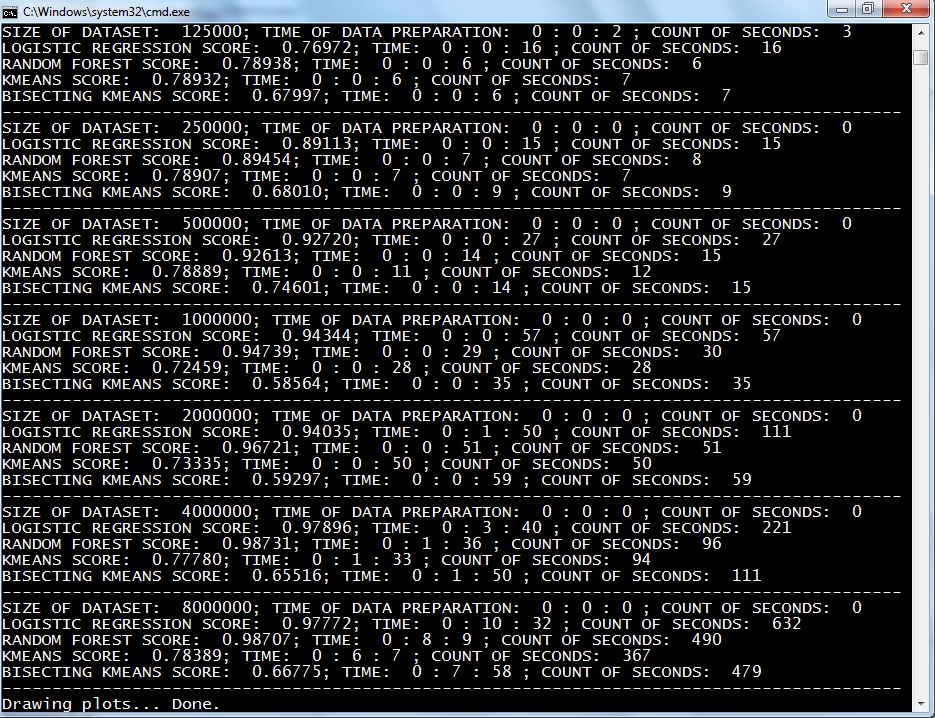 C:\Windows\system32\cmd.exe
SIZE OF DATASET:  125000; TIME OF DATA PREPARATION:  0 : 0 : 2 ; COUNT OF SECONDS:  3
LOGISTIC REGRESSION SCORE:  0.76972; TIME:  0 : 0 : 16 ; COUNT OF SECONDS:  16
RANDOM FOREST SCORE:  0.78938; TIME:  0 : 0 : 6 ; COUNT OF SECONDS:  6
KMEANS SCORE:  0.78932; TIME:  0 : 0 : 6 ; COUNT OF SECONDS:  7
BISECTING KMEANS SCORE:  0.67997; TIME:  0 : 0 : 6 ; COUNT OF SECONDS:  7
------------------------------------------------------------------------------------------
SIZE OF DATASET:  250000; TIME OF DATA PREPARATION:  0 : 0 : 0 ; COUNT OF SECONDS:  0
LOGISTIC REGRESSION SCORE:  0.89113; TIME:  0 : 0 : 15 ; COUNT OF SECONDS:  15
RANDOM FOREST SCORE:  0.89454; TIME:  0 : 0 : 7 ; COUNT OF SECONDS:  8
KMEANS SCORE:  0.78907; TIME:  0 : 0 : 7 ; COUNT OF SECONDS:  7
BISECTING KMEANS SCORE:  0.68010; TIME:  0 : 0 : 9 ; COUNT OF SECONDS:  9
------------------------------------------------------------------------------------------
SIZE OF DATASET:  500000; TIME OF DATA PREPARATION:  0 : 0 : 0 ; COUNT OF SECONDS:  0
LOGISTIC REGRESSION SCORE:  0.92720; TIME:  0 : 0 : 27 ; COUNT OF SECONDS:  27
RANDOM FOREST SCORE:  0.92613; TIME:  0 : 0 : 14 ; COUNT OF SECONDS:  15
KMEANS SCORE:  0.78889; TIME:  0 : 0 : 11 ; COUNT OF SECONDS:  12
BISECTING KMEANS SCORE:  0.74601; TIME:  0 : 0 : 14 ; COUNT OF SECONDS:  15
------------------------------------------------------------------------------------------
SIZE OF DATASET:  1000000; TIME OF DATA PREPARATION:  0 : 0 : 0 ; COUNT OF SECONDS:  0
LOGISTIC REGRESSION SCORE:  0.94344; TIME:  0 : 0 : 57 ; COUNT OF SECONDS:  57
RANDOM FOREST SCORE:  0.94739; TIME:  0 : 0 : 29 ; COUNT OF SECONDS:  30
KMEANS SCORE:  0.72459; TIME:  0 : 0 : 28 ; COUNT OF SECONDS:  28
BISECTING KMEANS SCORE:  0.58564; TIME:  0 : 0 : 35 ; COUNT OF SECONDS:  35
------------------------------------------------------------------------------------------
SIZE OF DATASET:  2000000; TIME OF DATA PREPARATION:  0 : 0 : 0 ; COUNT OF SECONDS:  0
LOGISTIC REGRESSION SCORE:  0.94035; TIME:  0 : 1 : 50 ; COUNT OF SECONDS:  111
RANDOM FOREST SCORE:  0.96721; TIME:  0 : 0 : 51 ; COUNT OF SECONDS:  51
KMEANS SCORE:  0.73335; TIME:  0 : 0 : 50 ; COUNT OF SECONDS:  50
BISECTING KMEANS SCORE:  0.59297; TIME:  0 : 0 : 59 ; COUNT OF SECONDS:  59
------------------------------------------------------------------------------------------
SIZE OF DATASET:  4000000; TIME OF DATA PREPARATION:  0 : 0 : 0 ; COUNT OF SECONDS:  0
LOGISTIC REGRESSION SCORE:  0.97896; TIME:  0 : 3 : 40 ; COUNT OF SECONDS:  221
RANDOM FOREST SCORE:  0.98731; TIME:  0 : 1 : 36 ; COUNT OF SECONDS:  96
KMEANS SCORE:  0.77780; TIME:  0 : 1 : 33 ; COUNT OF SECONDS:  94
BISECTING KMEANS SCORE:  0.65516; TIME:  0 : 1 : 50 ; COUNT OF SECONDS:  111
------------------------------------------------------------------------------------------
SIZE OF DATASET:  8000000; TIME OF DATA PREPARATION:  0 : 0 : 0 ; COUNT OF SECONDS:  0
LOGISTIC REGRESSION SCORE:  0.97772; TIME:  0 : 10 : 32 ; COUNT OF SECONDS:  632
RANDOM FOREST SCORE:  0.98707; TIME:  0 : 8 : 9 ; COUNT OF SECONDS:  490
KMEANS SCORE:  0.78389; TIME:  0 : 6 : 7 ; COUNT OF SECONDS:  367
BISECTING KMEANS SCORE:  0.66775; TIME:  0 : 7 : 58 ; COUNT OF SECONDS:  479
------------------------------------------------------------------------------------------
Drawing plots... Done.